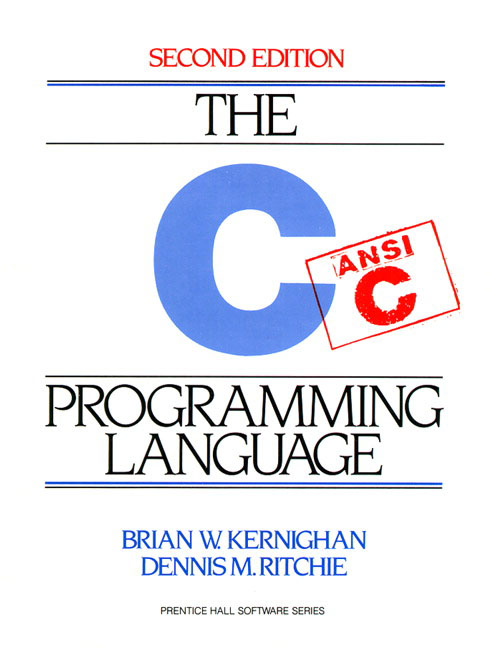 SECOND EDITION
THE
C
ANSI
C
PROGRAMMING
LANGUAGE
BRIAN W. KERNIGHAN
DENNIS M. RITCHIE
PRENTICE HALL SOFTWARE SERIES